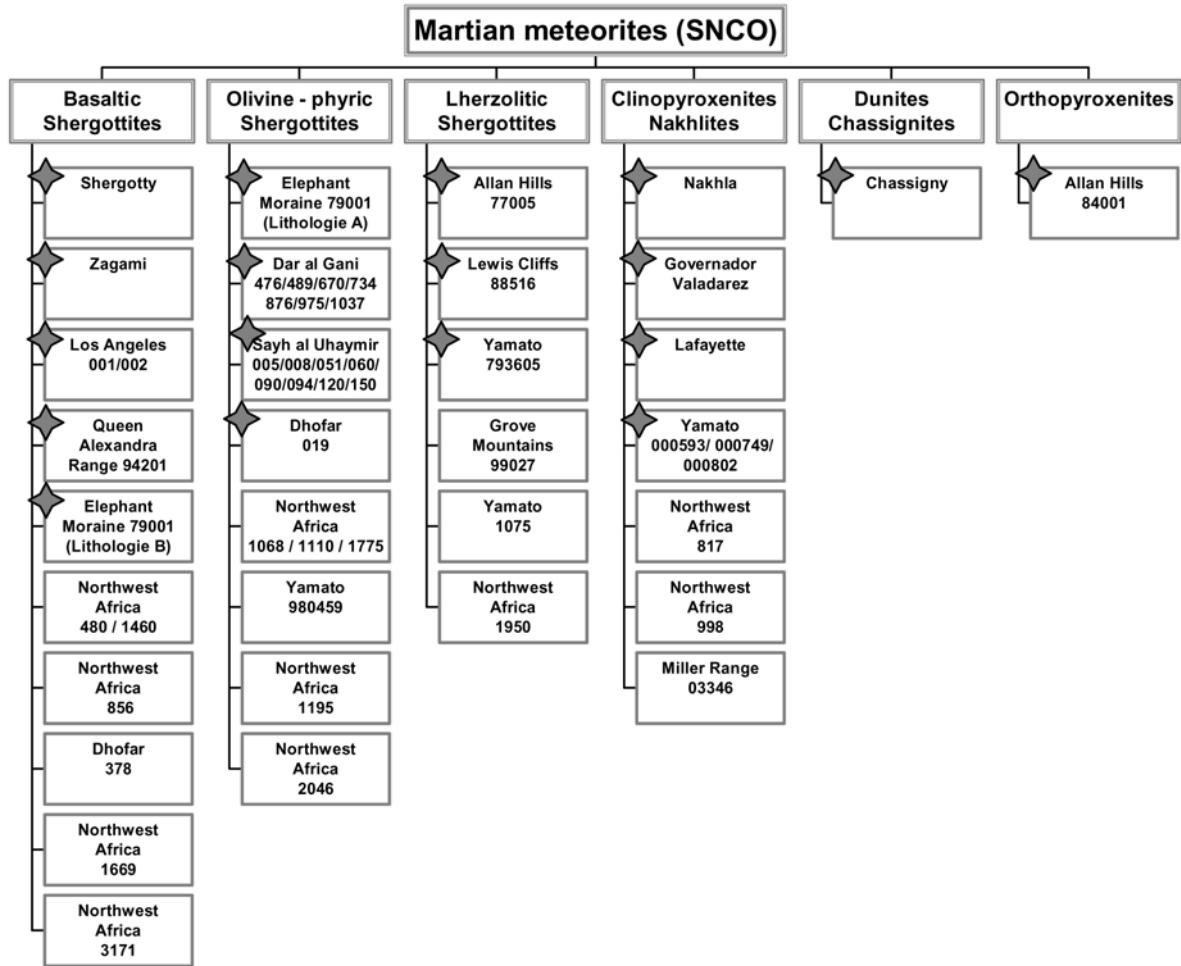 Martian meteorites (SNCO)
Basaltic
Shergottites
Shergotty
Zagami
Los Angeles
001/002
Queen
Alexandra
Range 94201
Elephant
Moraine 79001
(Lithologie B)
Northwest
Africa
480 / 1460
Northwest
Africa
856
Dhofar
378
Northwest
Africa
1669
Northwest
Africa
3171
Olivine - phyric
Shergottites
Elephant
Moraine 79001
(Lithologie A)
Dar al Gani
476/489/670/734
876/975/1037
Sayh al Uhaymir
005/008/051/060/
090/094/120/150
Dhofar
019
Northwest
Africa
1068 / 1110 / 1775
Yamato
980459
Northwest
Africa
1195
Northwest
Africa
2046
Lherzolitic
Shergottites
Allan Hills
77005
Lewis Cliffs
88516
Yamato
793605
Grove
Mountains
99027
Yamato
1075
Northwest
Africa
1950
Clinopyroxenites
Nakhlites
Nakhla
Governador
Valadarez
Lafayette
Yamato
000593/ 000749/
000802
Northwest
Africa
817
Northwest
Africa
998
Miller Range
03346
Dunites
Chassignites
Chassigny
Orthopyroxenites
Allan Hills
84001